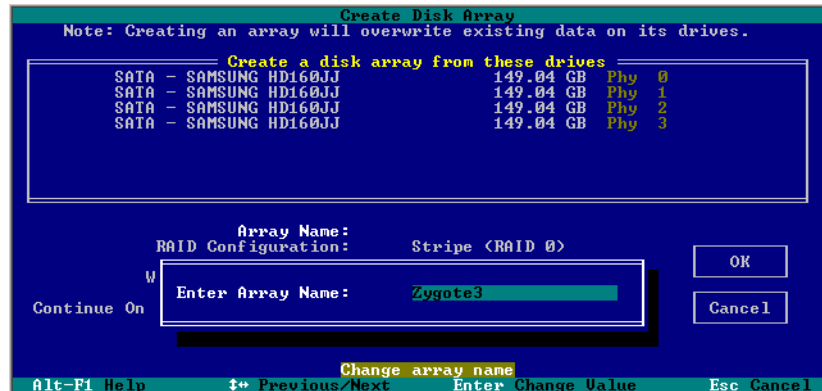 Create Disk Array
Note: Creating an array will overwrite existing data on its drives.
Create a disk array from these drives
SATA - SAMSUNG HD160JJ 149.04 GB Phy 0
SATA - SAMSUNG HD160JJ 149.04 GB Phy 1
SATA - SAMSUNG HD160JJ 149.04 GB Phy 2
SATA - SAMSUNG HD160JJ 149.04 GB Phy 3
Array Name:
RAID Configuration: Stripe (RAID 0)
OK
W
Enter Array Name: Zygote3
Continue On
Cancel
Change array name
Alt-F1 Help ↕↔ Previous/Next Enter Change Value Esc Cancel